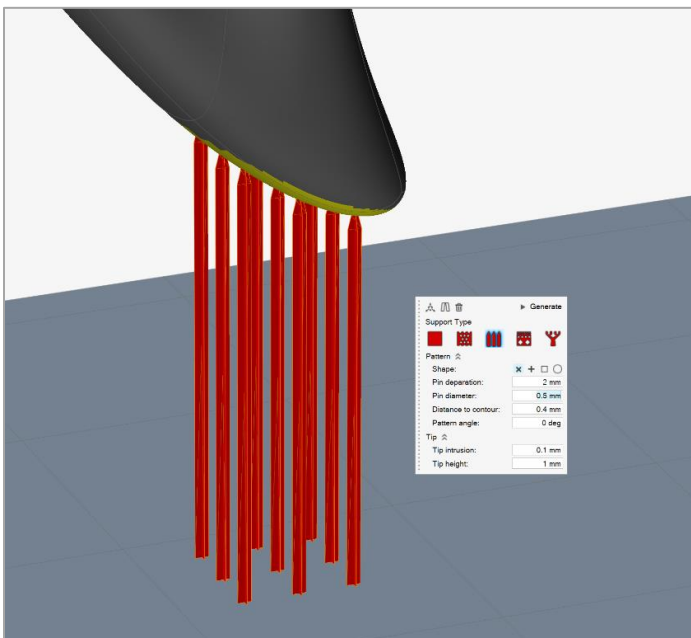 Generate
Support Type
Pattern
Shape:
Pin deparation: 2 mm
Pin diameter: 0.5 mm
Distance to contour: 0.4 mm
Pattern angle: 0 deg
Tip
Tip intrusion: 0.1 mm
Tip height: 1 mm